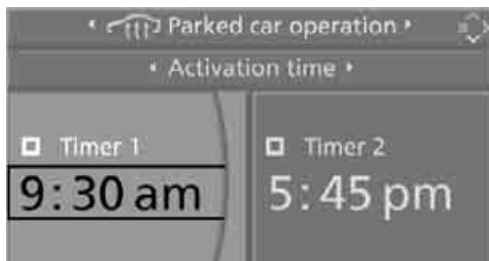 Parked car operation
Activation time
Timer 1
9:30 am
Timer 2
5:45 pm